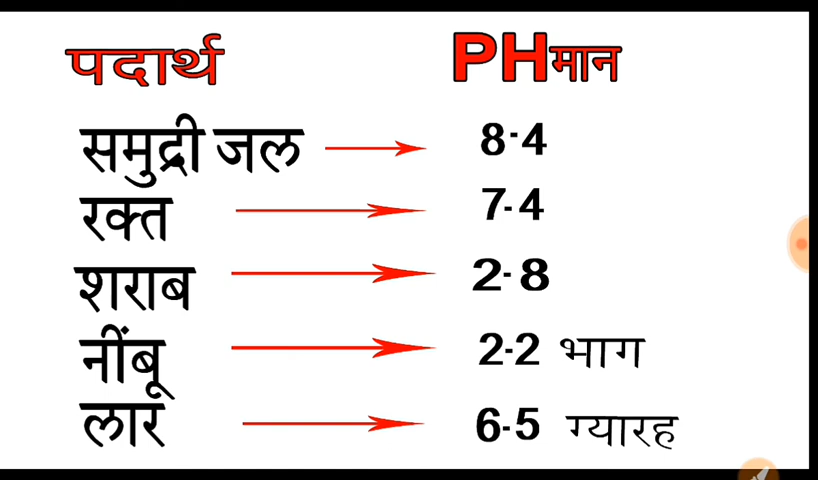 पदार्थ PHमान
समुद्री जल 8.4
रक्त 7.4
शराब 2.8
नींबू 2.2 भाग
लार 6.5 ग्यारह